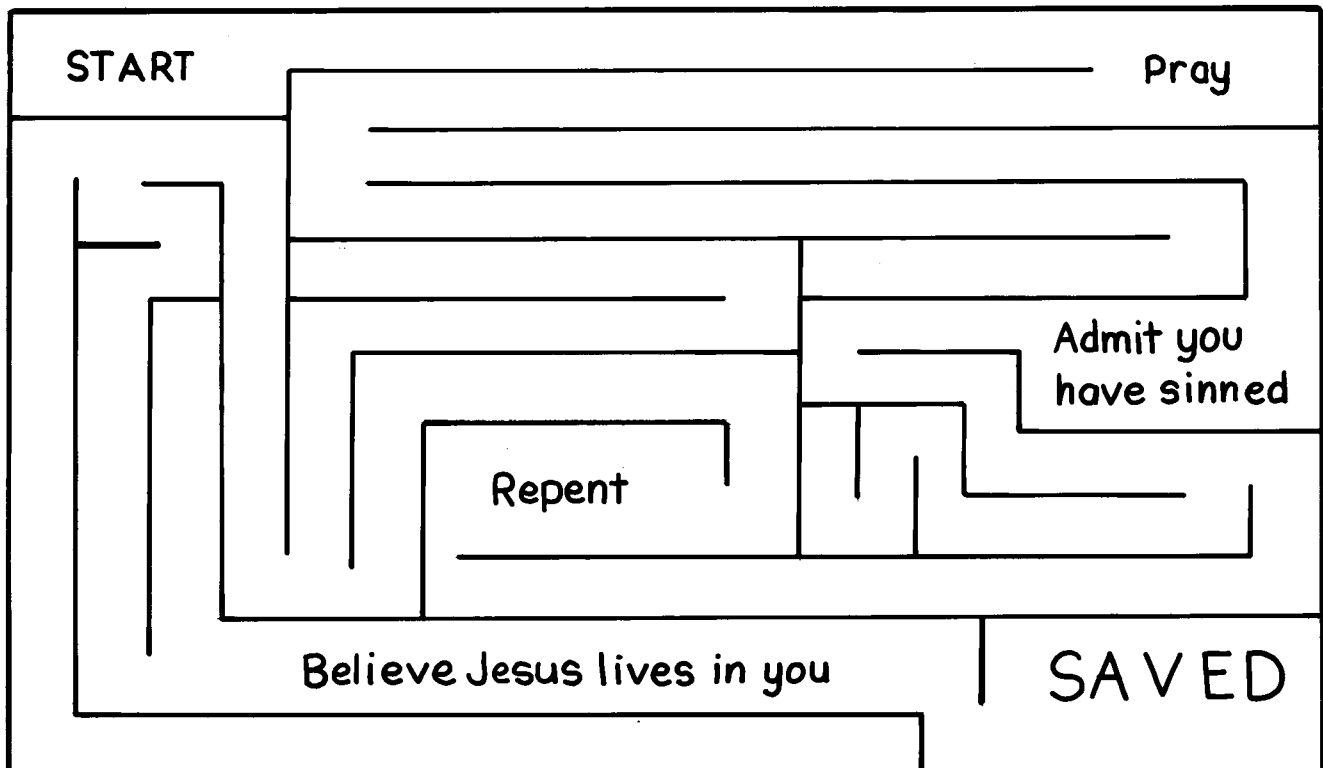 START
Pray
Admit you
have sinned
Repent
Believe Jesus lives in you
SAVED